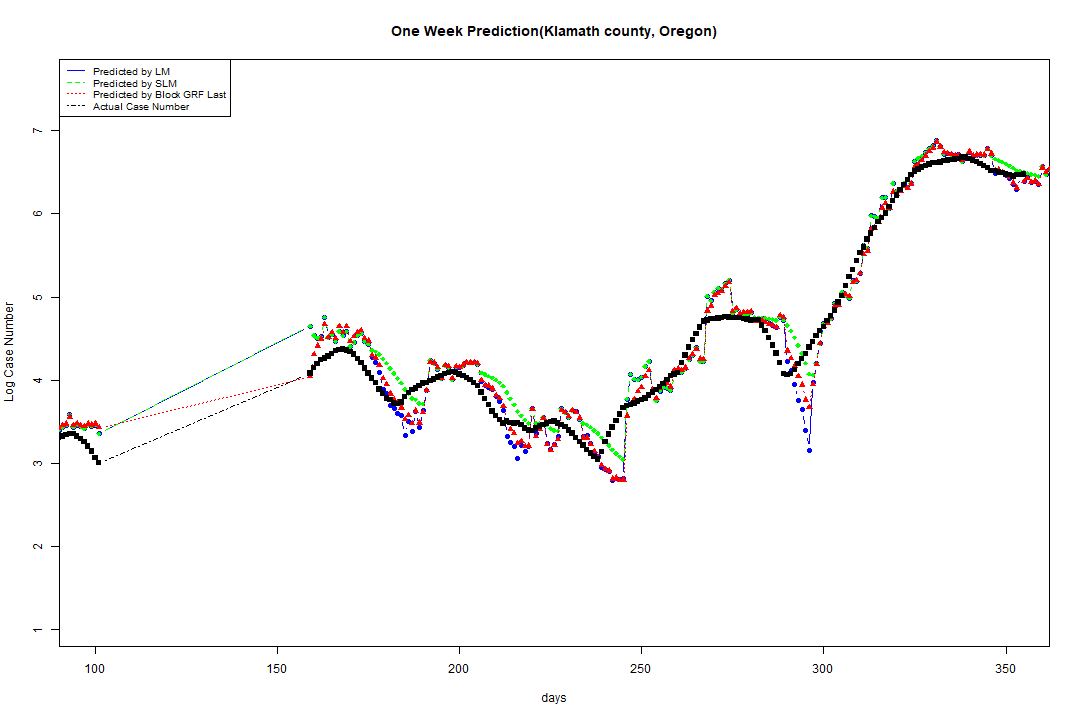 One Week Prediction(Klamath county, Oregon)
Predicted by LM
Predicted by SLM
Predicted by Block GRF Last
Actual Case Number
Log Case Number
7
6
5
4
3
2
1
100 150 200 250 300 350
days